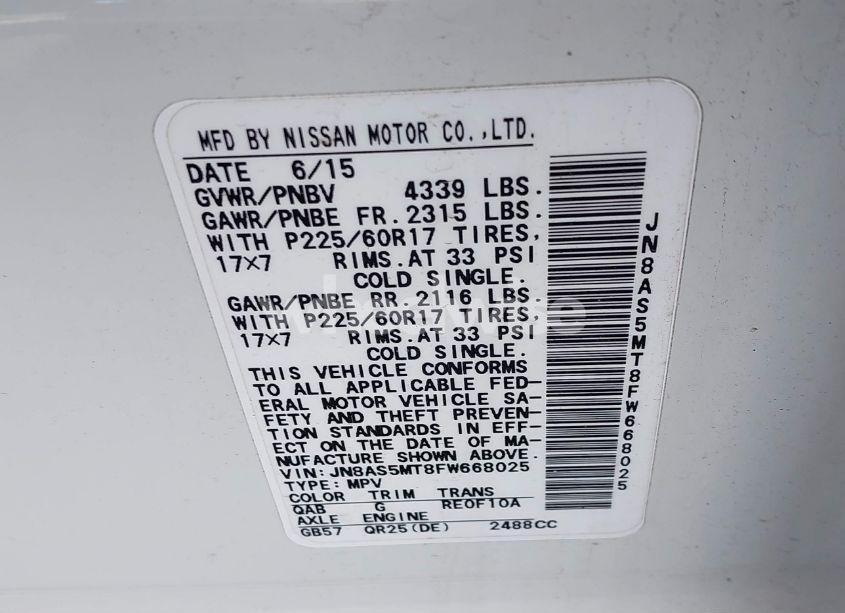 MFD BY NISSAN MOTOR CO.,LTD.
DATE 6/15
GVWR/PNBV 4339 LBS.
GAWR/PNBE FR. 2315 LBS.
WITH P225/60R17 TIRES,
17×7 RIMS.AT 33 PSI
COLD SINGLE.
GAWR/PNBE RR. 2116 LBS.
WITH P225/60R17 TIRES,
17×7 RIMS.AT 33 PSI
COLD SINGLE.
THIS VEHICLE CONFORMS
TO ALL APPLICABLE FED-
ERAL MOTOR VEHICLE SA-
FETY AND THEFT PREVEN-
TION STANDARDS IN EFF-
ECT ON THE DATE OF MA-
NUFACTURE SHOWN ABOVE.
VIN: JN8AS5MT8FW668025
TYPE: MPV
COLOR TRIM TRANS
QAB G RE0F10A
AXLE ENGINE
GB57 QR25(DE) 2488CC
JN8AS5MT8FW668025